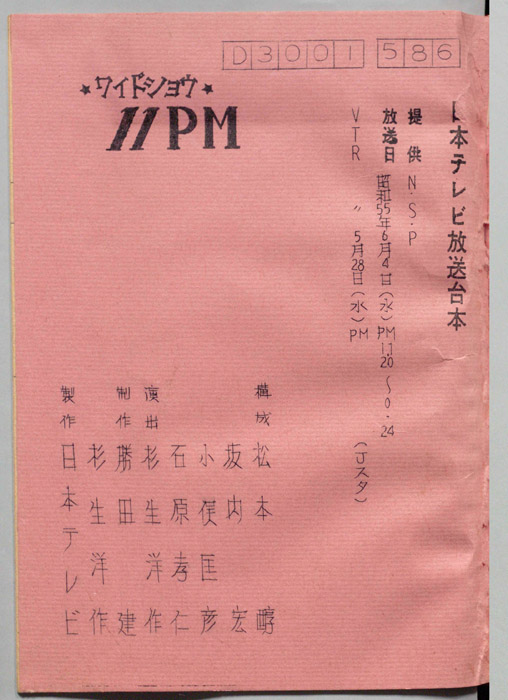 D3001 586
日本テレビ放送台本
提供 N・S・P
放送日 昭和55年6月4日(水)PM11.20〜0.24
VTR 〃 5月28日(水)PM (Jスタ)
★ワイドショウ★
11PM
構成 松本 醇
坂内 宏
小俣匡彦
石原孝仁
演出 杉生洋作
制作 勝田 建
杉生洋作
製作 日本テレビ